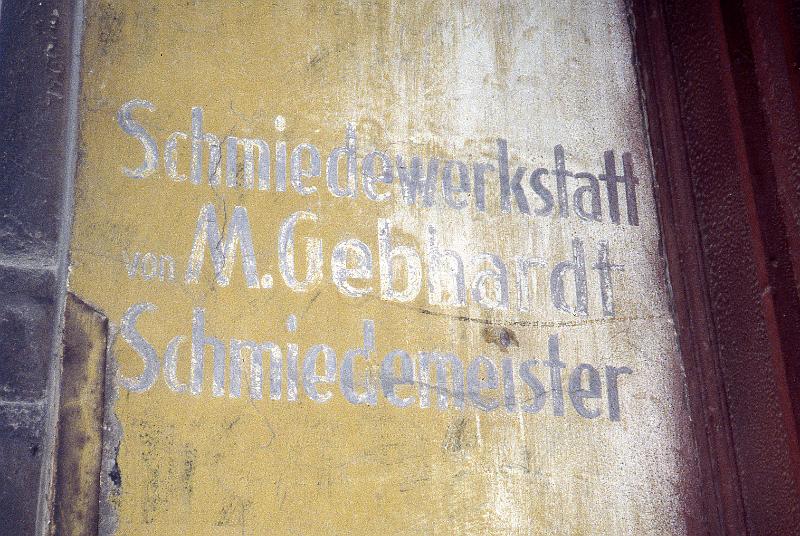 Schmiedewerkstatt
von M. Gebhardt
Schmiedemeister